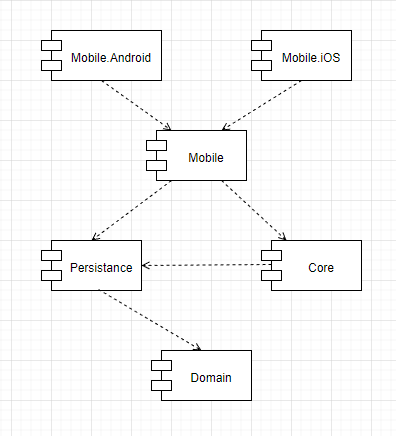 Mobile.Android
Mobile.iOS
Mobile
Persistance
Core
Domain